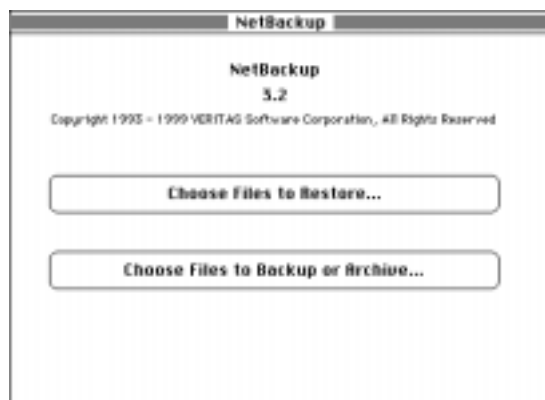 NetBackup
NetBackup
3.2
Copyright 1993 - 1999 VERITAS Software Corporation, All Rights Reserved
Choose Files to Restore...
Choose Files to Backup or Archive...